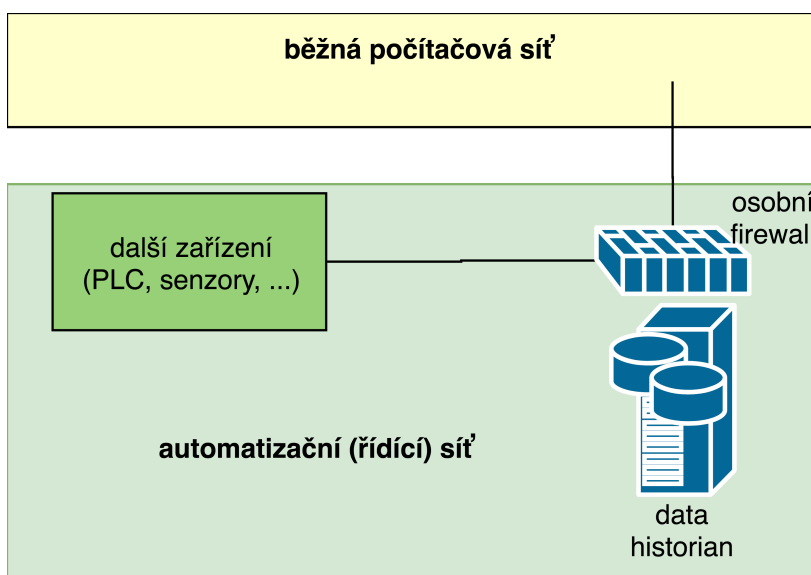 běžná počítačová síť
osobní
firewal
další zařízení
(PLC, senzory, ...)
automatizační (řídící) síť
data
historian